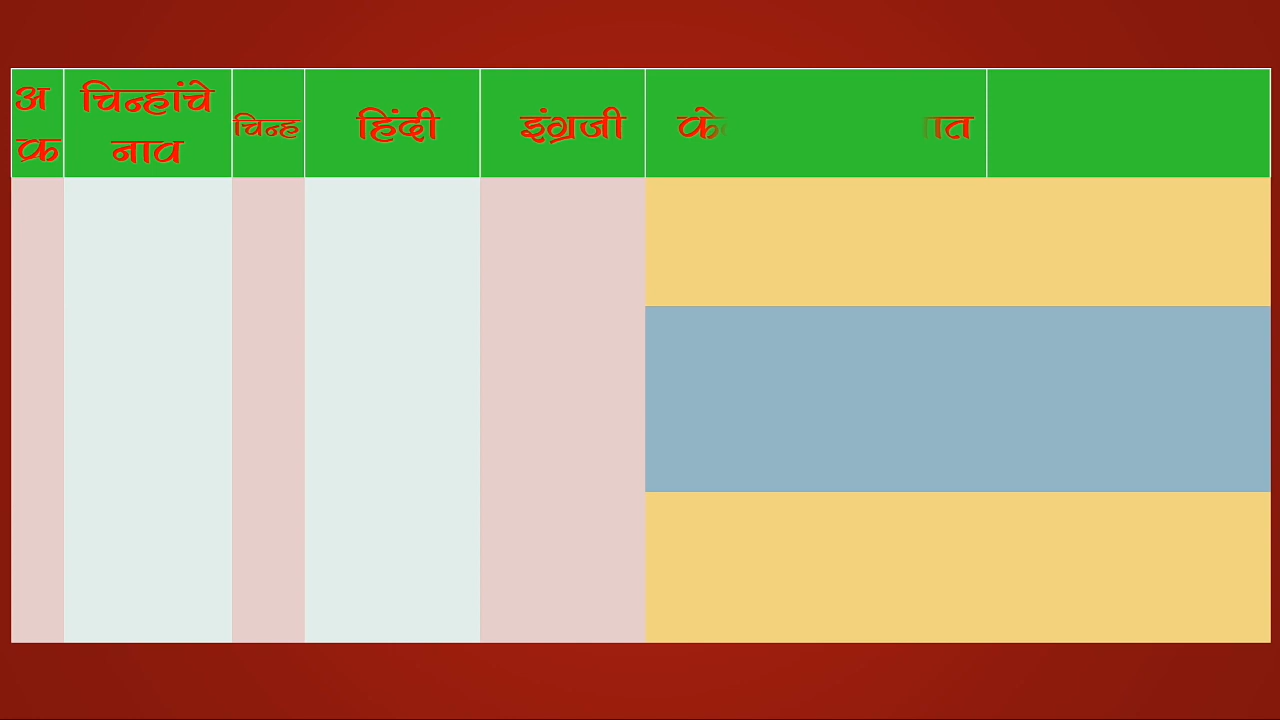 अ
क्र
चिन्हांचे
नाव
चिन्ह
हिंदी
इंग्रजी